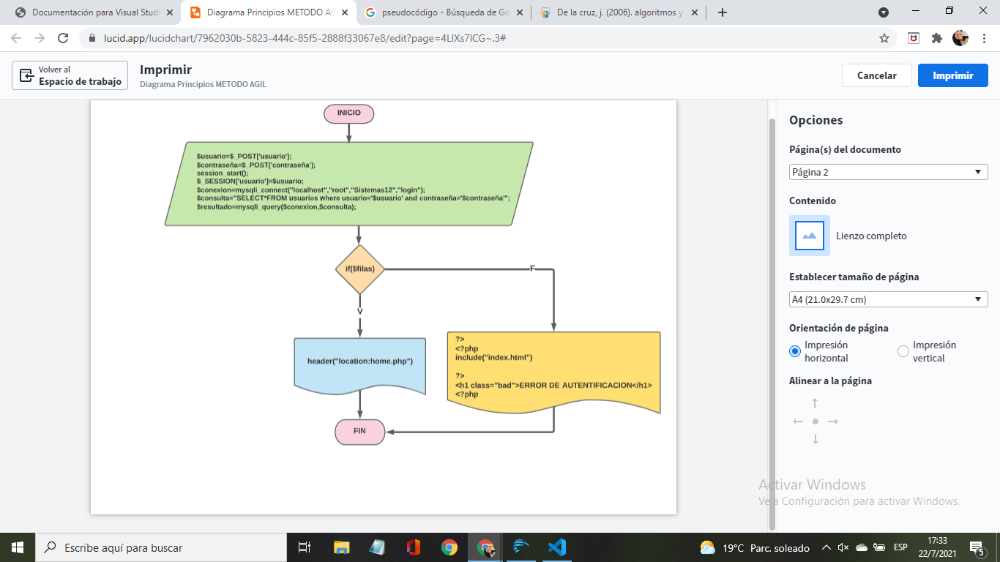 Documentación para Visual Studi
Diagrama Principios METODO AG
pseudocódigo - Búsqueda de Go
De la cruz, j. (2006). algoritmos y
lucid.app/lucidchart/7962030b-5823-444c-85f5-2888f33067e8/edit?page=4LIXs7ICG~.3#
Volver al
Espacio de trabajo
Imprimir
Diagrama Principios METODO AGIL
Cancelar
Imprimir
INICIO
$usuario=$_POST['usuario'];
$contraseña=$_POST['contraseña'];
session_start();
$_SESSION['usuario']=$usuario;
$conexion=mysqli_connect("localhost","root","Sistemas12","login");
$consulta="SELECT*FROM usuarios where usuario='$usuario' and contraseña='$contraseña'";
$resultado=mysqli_query($conexion,$consulta);
if($filas)
F
V
header("location:home.php")
?>
<?php
include("index.html")
?>
<h1 class="bad">ERROR DE AUTENTIFICACION</h1>
<?php
FIN
Opciones
Página(s) del documento
Página 2
Contenido
Lienzo completo
Establecer tamaño de página
A4 (21.0x29.7 cm)
Orientación de página
Impresión horizontal
Impresión vertical
Alinear a la página
Activar Windows
Ve a Configuración para activar Windows.
Escribe aquí para buscar
19°C Parc. soleado
ESP
17:33
22/7/2021
5